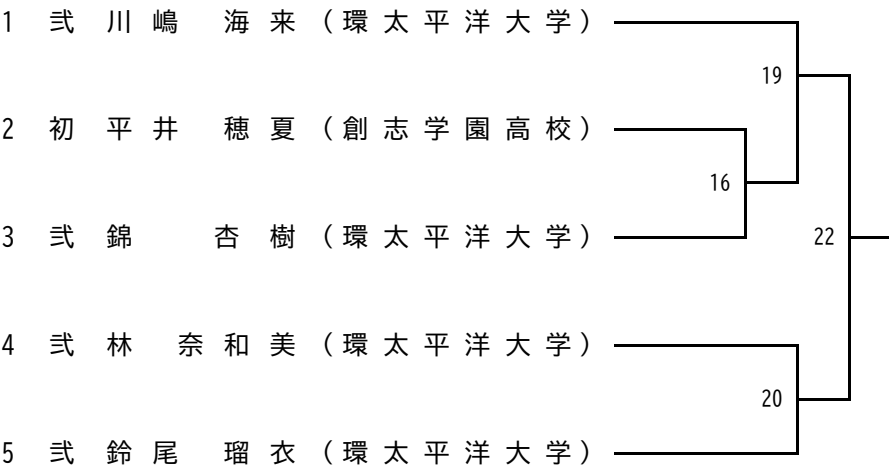 1 弐 川嶋 海来(環太平洋大学)
19
2 初 平井 穂夏(創志学園高校)
16
3 弐 錦 杏樹(環太平洋大学)
22
4 弐 林 奈和美(環太平洋大学)
20
5 弐 鈴尾 瑠衣(環太平洋大学)